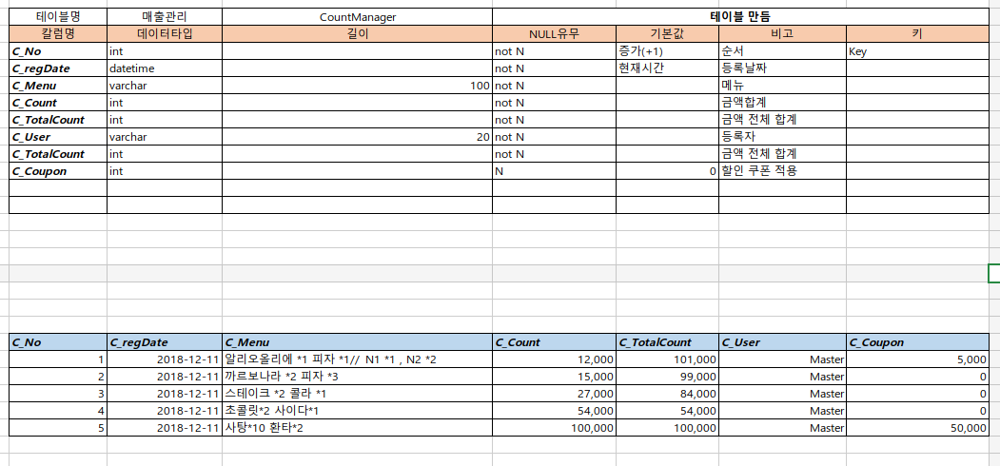 테이블명 매출관리 CountManager 테이블 만듬
칼럼명 데이터타입 길이 NULL유무 기본값 비고 키
C_No int not N 증가(+1) 순서 Key
C_regDate datetime not N 현재시간 등록날짜
C_Menu varchar 100 not N 메뉴
C_Count int not N 금액합계
C_TotalCount int not N 금액 전체 합계
C_User varchar 20 not N 등록자
C_TotalCount int not N 금액 전체 합계
C_Coupon int N 0 할인 쿠폰 적용
C_No C_regDate C_Menu C_Count C_TotalCount C_User C_Coupon
1 2018-12-11 알리오올리에 *1 피자 *1// N1 *1 , N2 *2 12,000 101,000 Master 5,000
2 2018-12-11 까르보나라 *2 피자 *3 15,000 99,000 Master 0
3 2018-12-11 스테이크 *2 콜라 *1 27,000 84,000 Master 0
4 2018-12-11 초콜릿*2 사이다*1 54,000 54,000 Master 0
5 2018-12-11 사탕*10 환타*2 100,000 100,000 Master 50,000